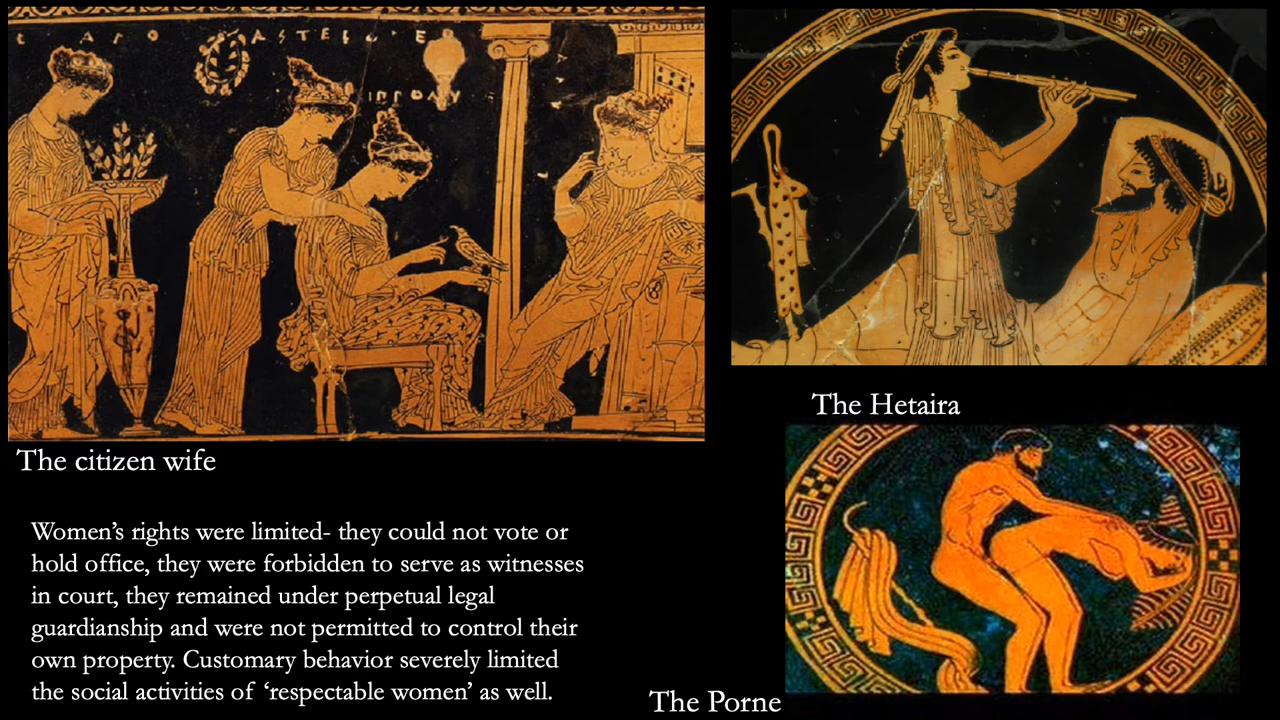 The citizen wife
Women’s rights were limited- they could not vote or
hold office, they were forbidden to serve as witnesses
in court, they remained under perpetual legal
guardianship and were not permitted to control their
own property. Customary behavior severely limited
the social activities of ‘respectable women’ as well.
The Hetaira
The Porne